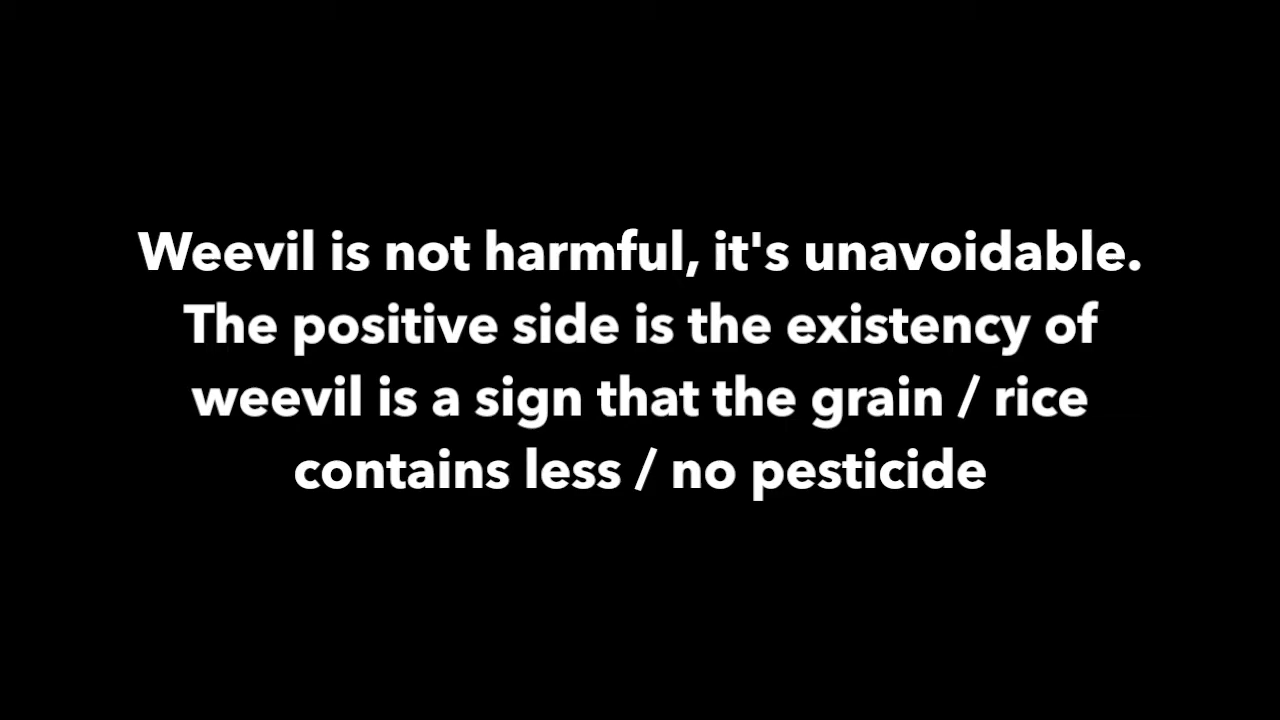 Weevil is not harmful, it's unavoidable.
The positive side is the existency of
weevil is a sign that the grain / rice
contains less / no pesticide